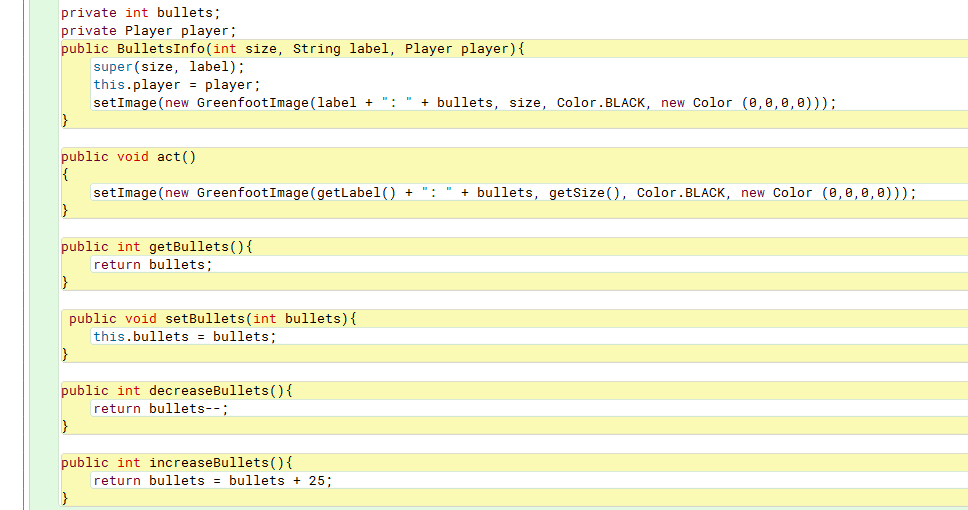 private int bullets;
private Player player;
public BulletsInfo(int size, String label, Player player){
super(size, label);
this.player = player;
setImage(new GreenfootImage(label + ": " + bullets, size, Color.BLACK, new Color (0,0,0,0)));
}
public void act()
{
setImage(new GreenfootImage(getLabel() + ": " + bullets, getSize(), Color.BLACK, new Color (0,0,0,0)));
}
public int getBullets(){
return bullets;
}
public void setBullets(int bullets){
this.bullets = bullets;
}
public int decreaseBullets(){
return bullets--;
}
public int increaseBullets(){
return bullets = bullets + 25;
}